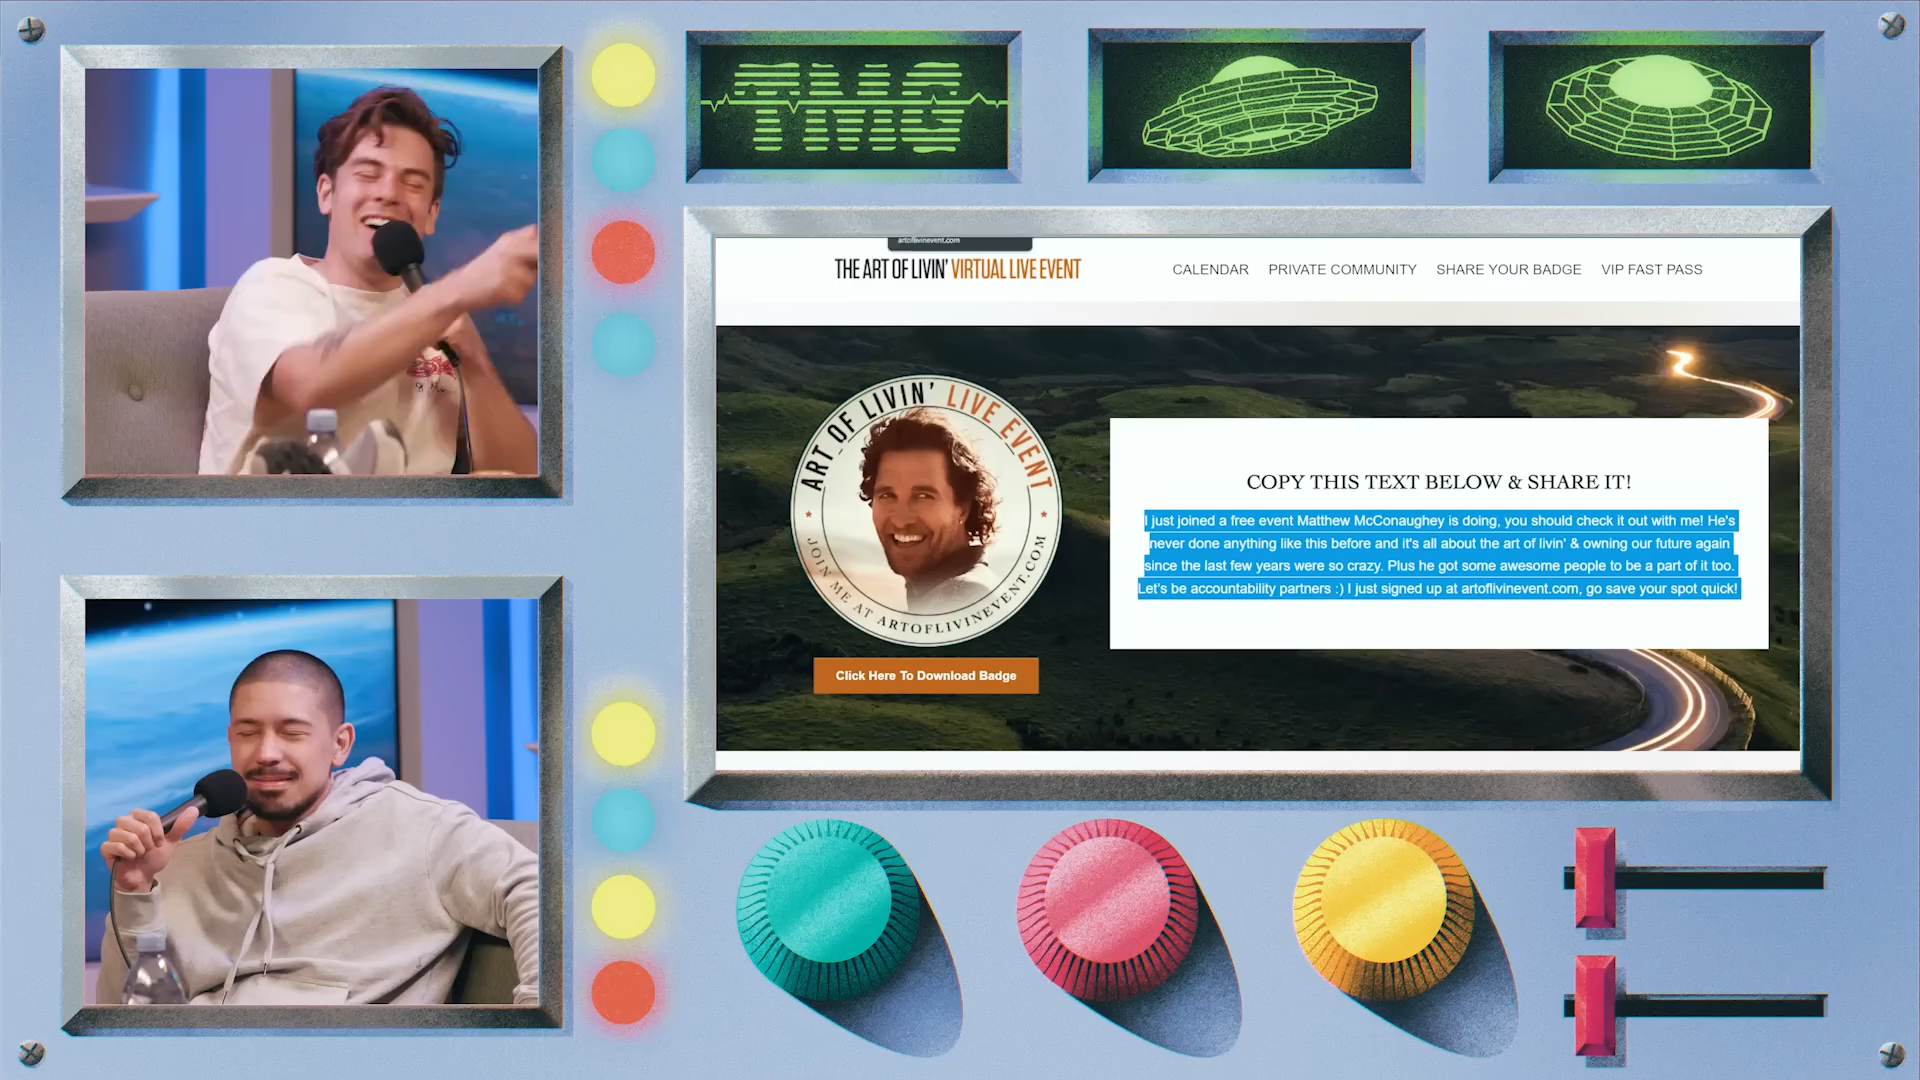 TMG
artoflivinevent.com
THE ART OF LIVIN' VIRTUAL LIVE EVENT
CALENDAR PRIVATE COMMUNITY SHARE YOUR BADGE VIP FAST PASS
ART OF LIVIN' LIVE EVENT
JOIN ME AT ARTOFLIVINEVENT.COM
Click Here To Download Badge
COPY THIS TEXT BELOW & SHARE IT!
I just joined a free event Matthew McConaughey is doing, you should check it out with me! He's
never done anything like this before and it's all about the art of livin' & owning our future again
since the last few years were so crazy. Plus he got some awesome people to be a part of it too.
Let's be accountability partners :) I just signed up at artoflivinevent.com, go save your spot quick!